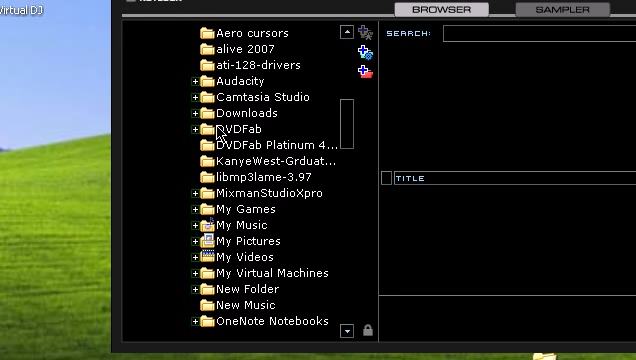 Virtual DJ
BROWSER
SAMPLER
SEARCH:
Aero cursors
alive 2007
ati-128-drivers
Audacity
Camtasia Studio
Downloads
DVDFab
DVDFab Platinum 4...
KanyeWest-Grduat...
libmp3lame-3.97
TITLE
MixmanStudioXpro
My Games
My Music
My Pictures
My Videos
My Virtual Machines
New Folder
New Music
OneNote Notebooks